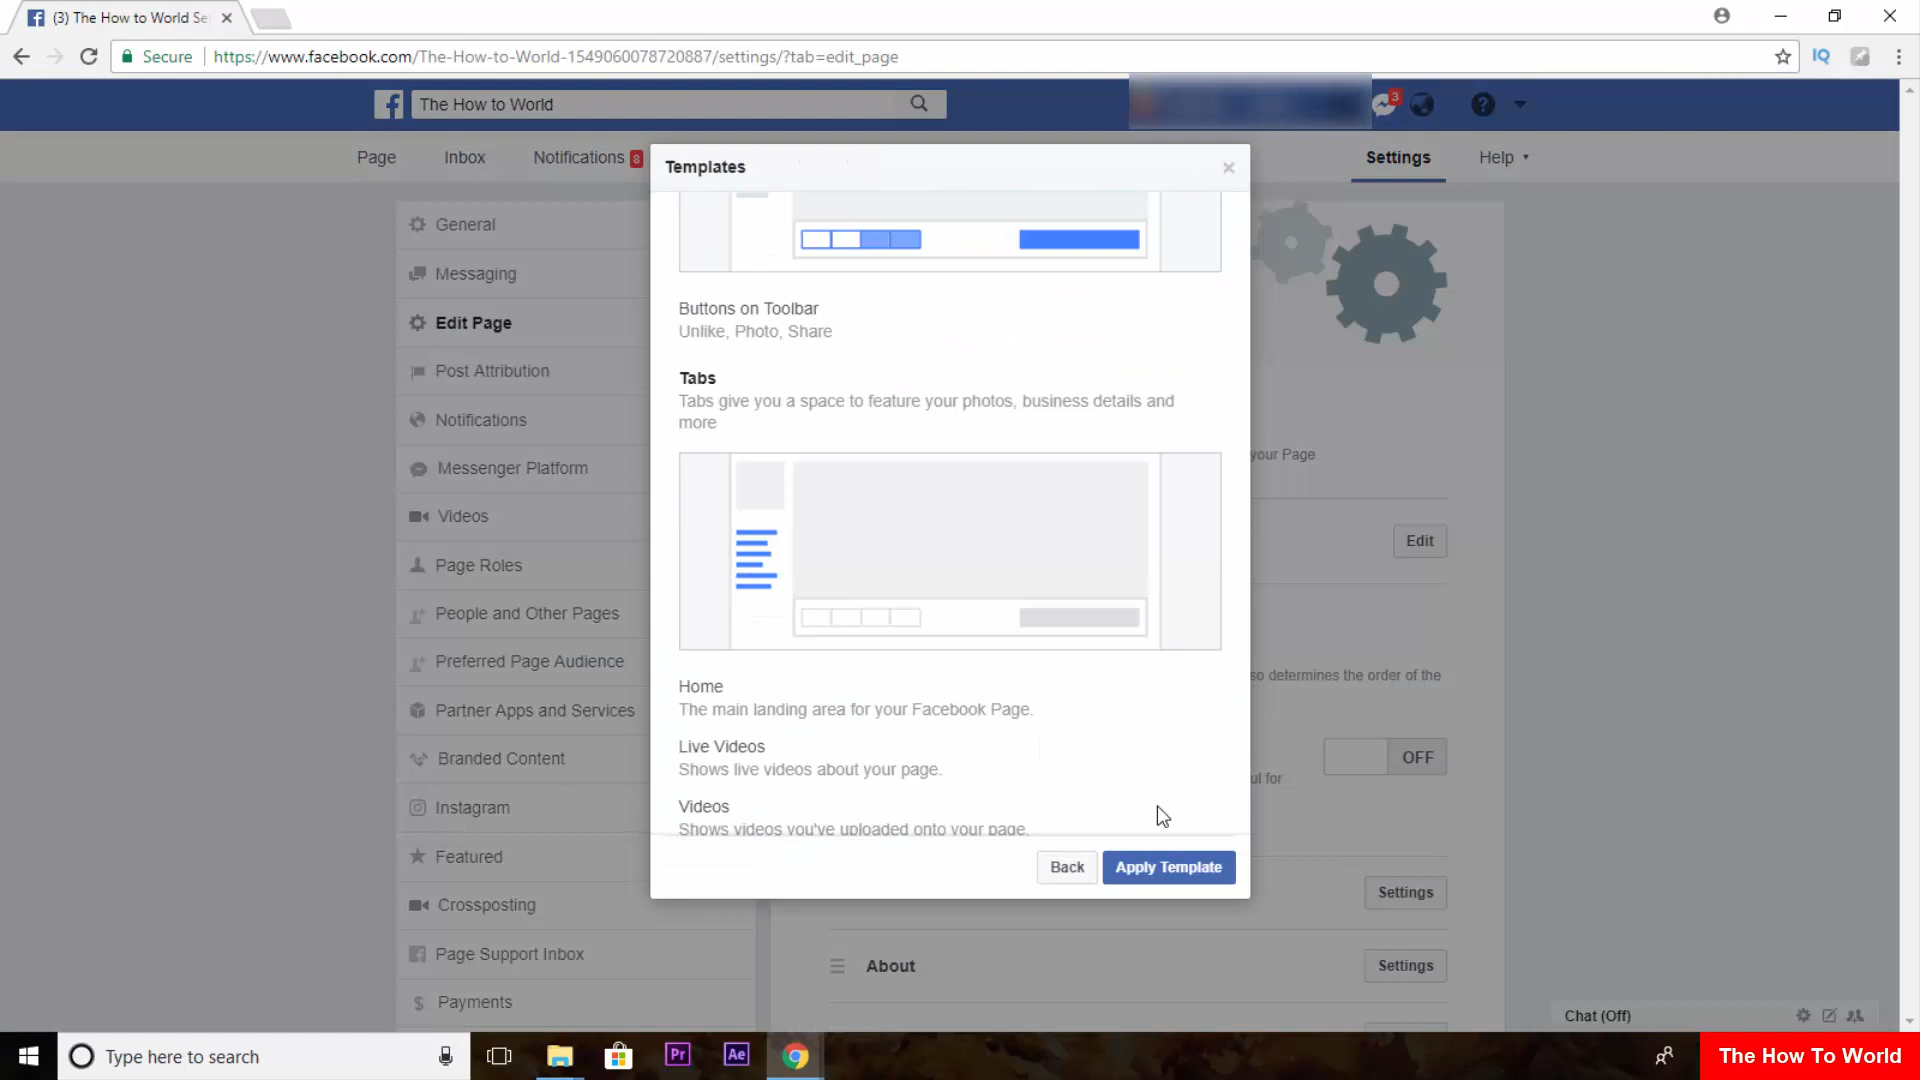 (3) The How to World Se
Secure
https://www.facebook.com/The-How-to-World-1549060078720887/settings/?tab=edit_page
IQ
The How to World
3
?
Page
Inbox
Notifications 8
Settings
Help
Templates
General
Messaging
Edit Page
Post Attribution
Notifications
Messenger Platform
Videos
Page Roles
People and Other Pages
Preferred Page Audience
Partner Apps and Services
Branded Content
Instagram
Featured
Crossposting
Page Support Inbox
Payments
Buttons on Toolbar
Unlike, Photo, Share
Tabs
Tabs give you a space to feature your photos, business details and
more
Home
The main landing area for your Facebook Page.
Live Videos
Shows live videos about your page.
Videos
Shows videos you've uploaded onto your page.
Back
Apply Template
your Page
Edit
so determines the order of the
OFF
ul for
Settings
About
Settings
Chat (Off)
Type here to search
Pr
Ae
The How To World